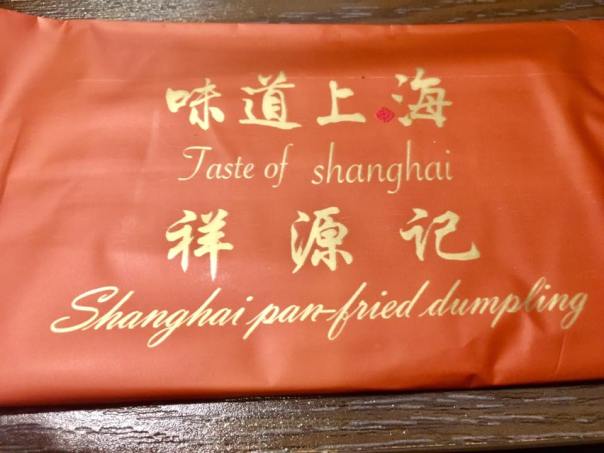 味道上海
Taste of shanghai
祥源记
Shanghai pan-fried dumpling